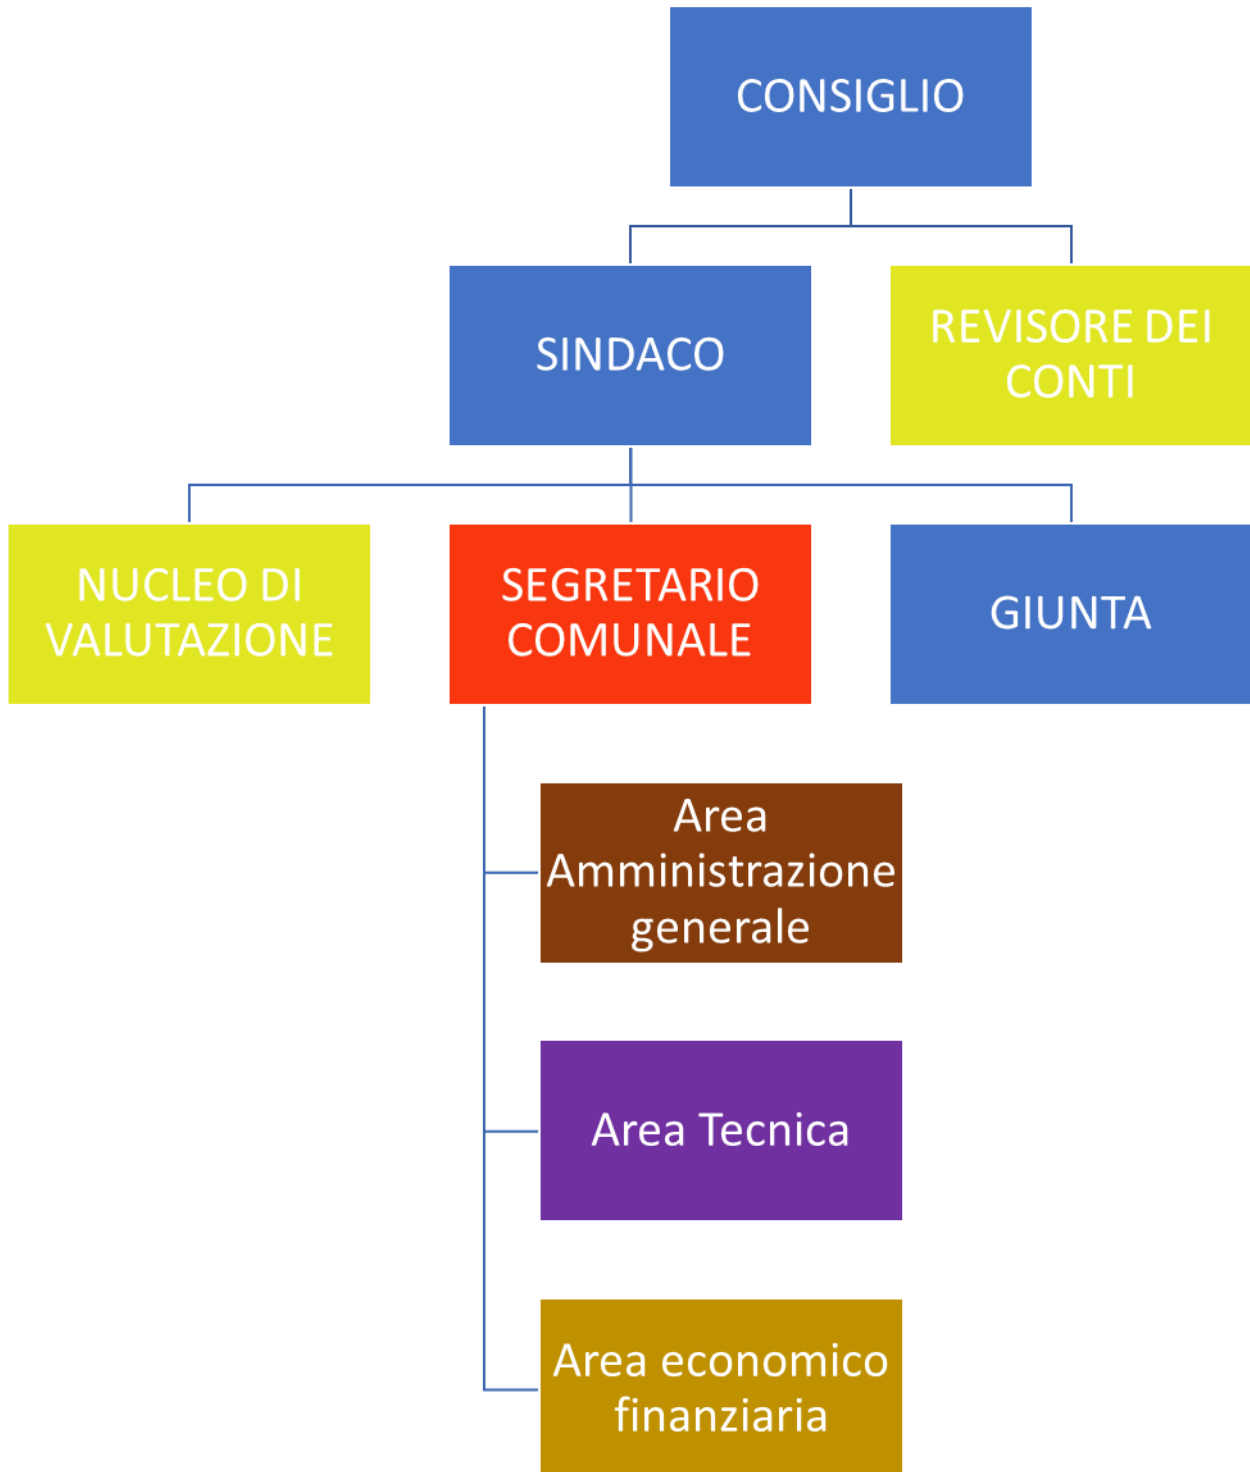 CONSIGLIO
SINDACO
REVISORE DEI
CONTI
NUCLEO DI
VALUTAZIONE
SEGRETARIO
COMUNALE
GIUNTA
Area
Amministrazione
generale
Area Tecnica
Area economico
finanziaria